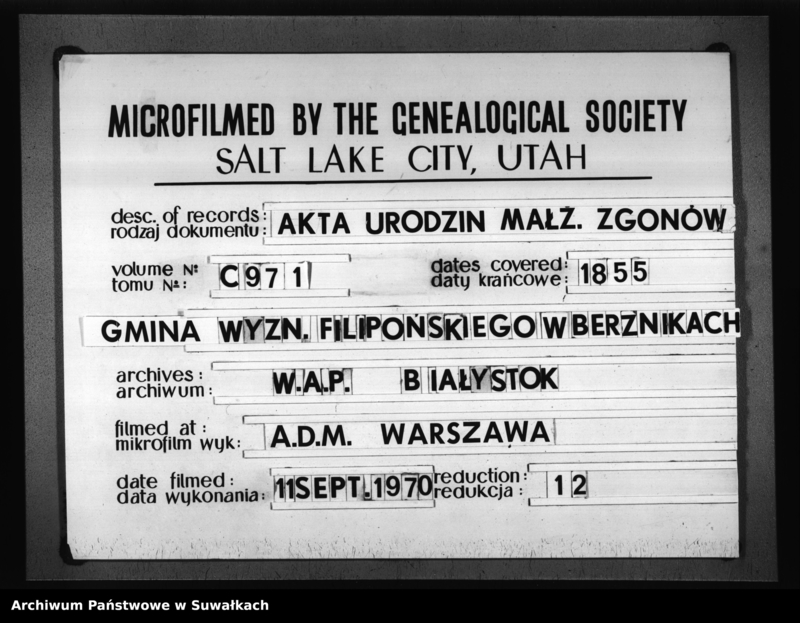 MICROFILMED BY THE GENEALOGICAL SOCIETY
SALT LAKE CITY, UTAH
desc. of records: AKTA URODZIN MAŁŻ. ZGONÓW
rodzaj dokumentu:
volume №: C971 dates covered: 1855
tomu №: daty krańcowe:
GMINA WYZN. FILIPOŃSKIEGO W BERŻNIKACH
archives: W.A.P. BIAŁYSTOK
archiwum:
filmed at: A.D.M. WARSZAWA
mikrofilm wyk:
date filmed: 11 SEPT. 1970 reduction: 12
data wykonania: redukcja:
Archiwum Państwowe w Suwałkach